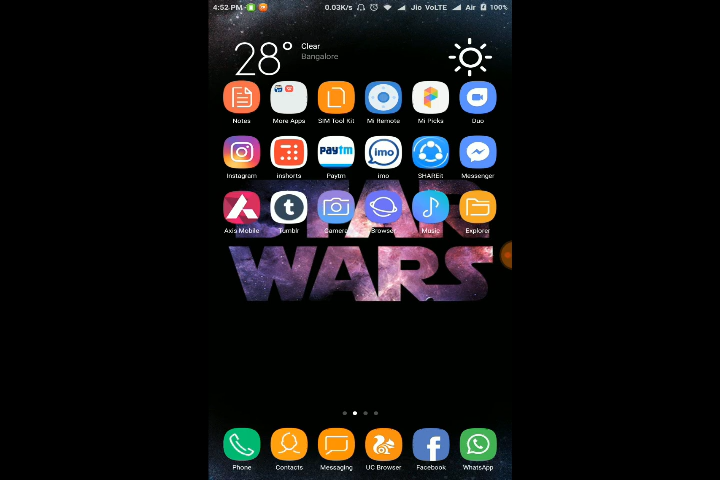 4:52 PM 0.03K/s Jio VoLTE Air 100%
28° Clear
Bangalore
Notes More Apps SIM Tool Kit Mi Remote Mi Picks Duo
paytm imo
Instagram inshorts Paytm imo SHAREit Messenger
t
Axis Mobile Tumblr Camera Browser Music Explorer
WARS
f
Phone Contacts Messaging UC Browser Facebook WhatsApp